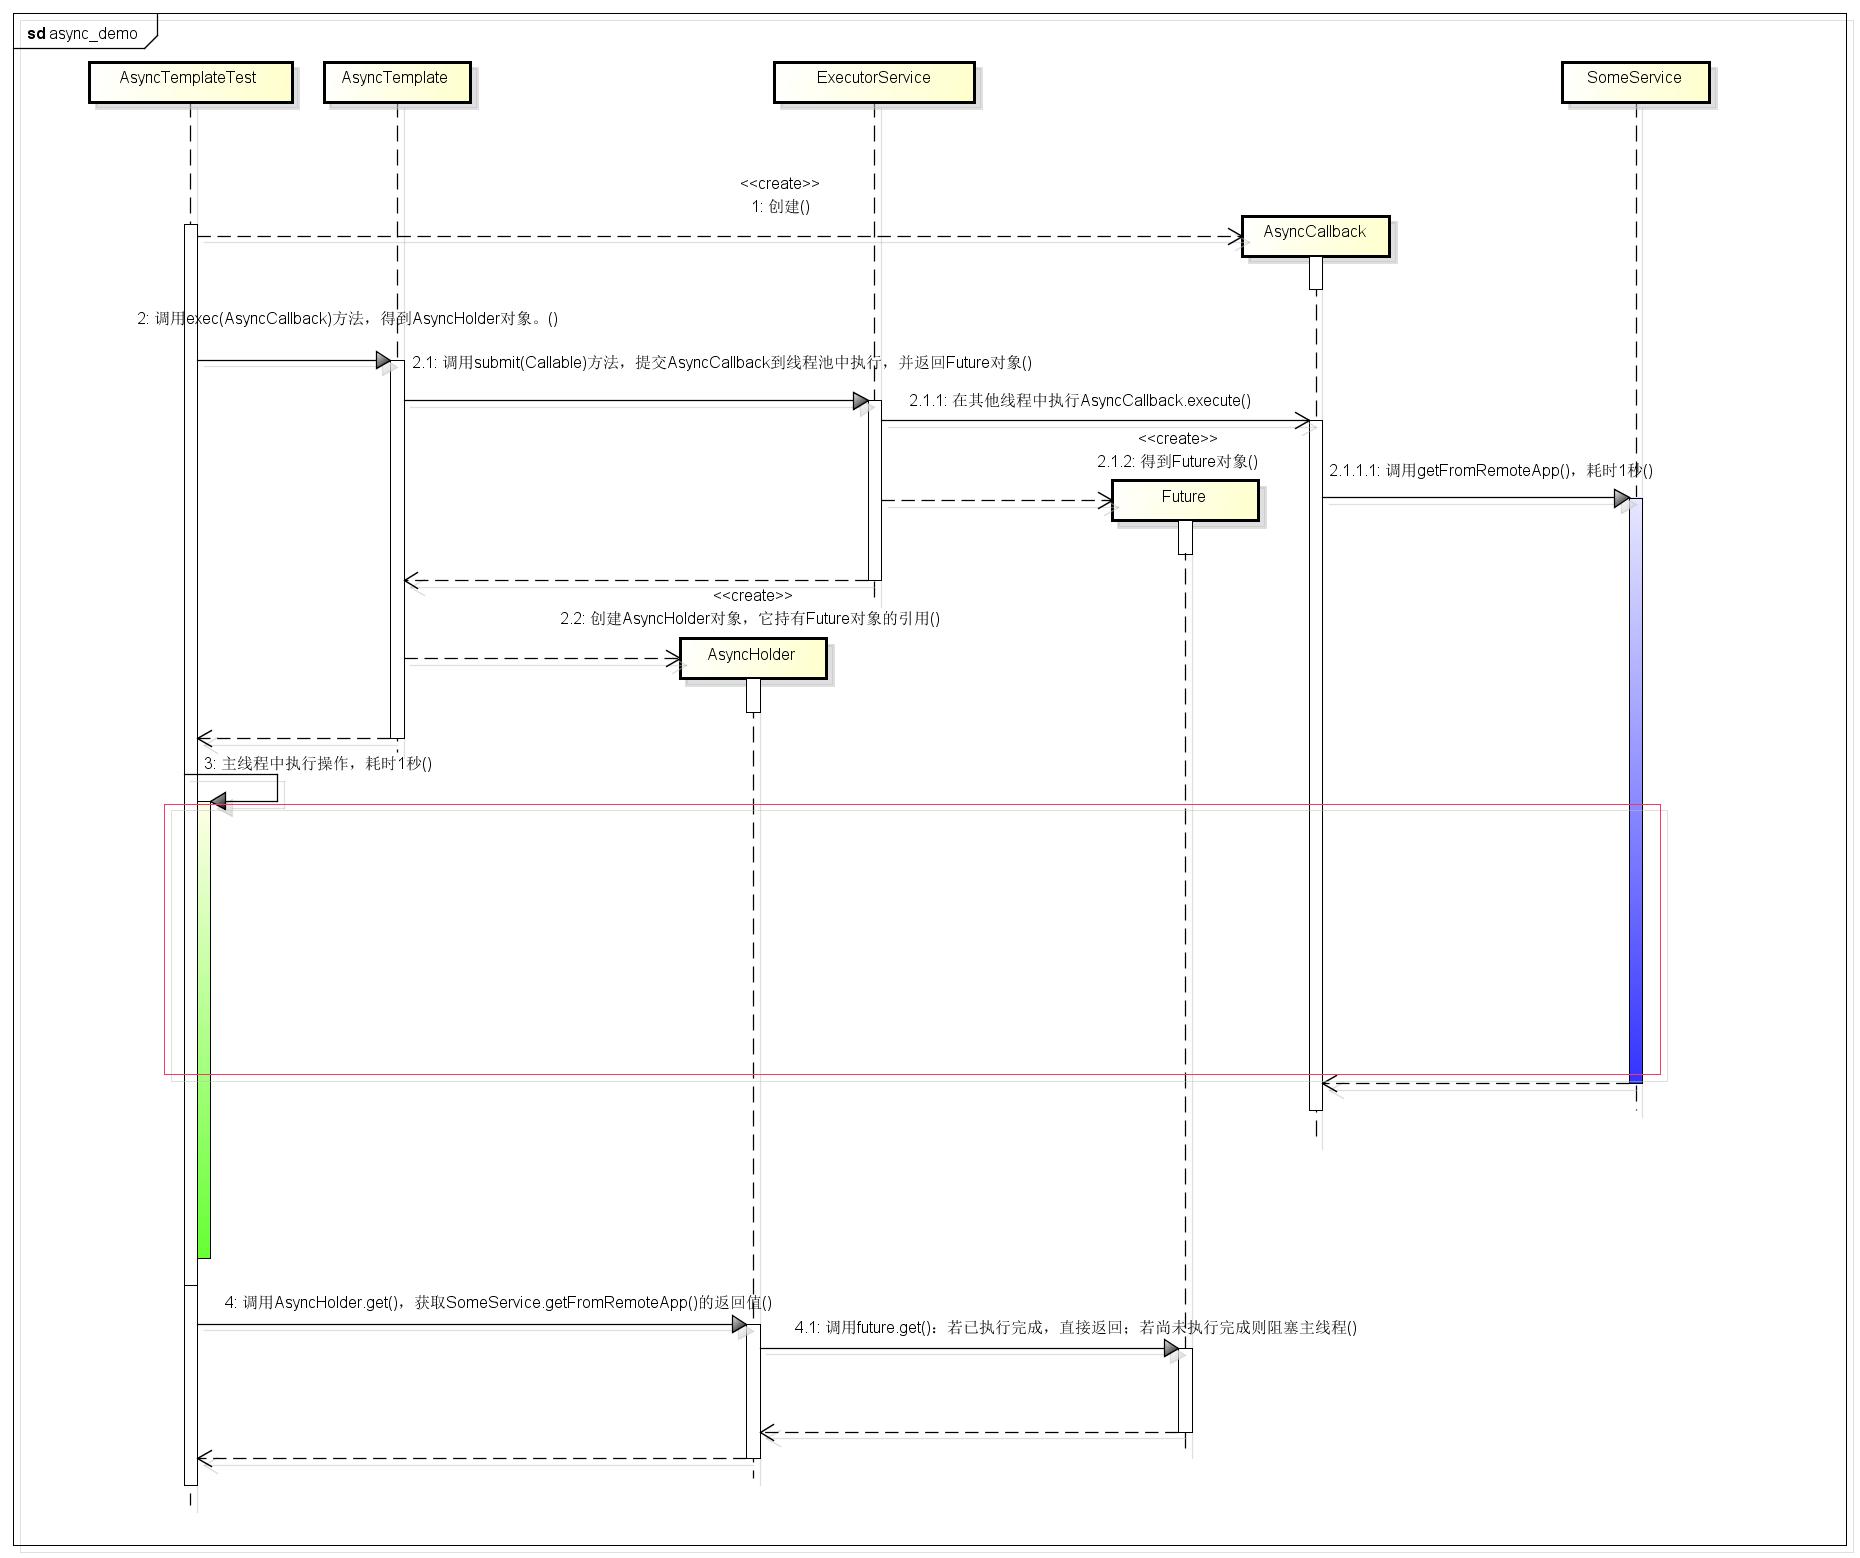 sd async_demo
AsyncTemplateTest
AsyncTemplate
ExecutorService
SomeService
<<create>>
1: 创建()
AsyncCallback
2: 调用exec(AsyncCallback)方法，得到AsyncHolder对象。()
2.1: 调用submit(Callable)方法，提交AsyncCallback到线程池中执行，并返回Future对象()
2.1.1: 在其他线程中执行AsyncCallback.execute()
<<create>>
2.1.2: 得到Future对象()
2.1.1.1: 调用getFromRemoteApp()，耗时1秒()
Future
<<create>>
2.2: 创建AsyncHolder对象，它持有Future对象的引用()
AsyncHolder
3: 主线程中执行操作，耗时1秒()
4: 调用AsyncHolder.get()，获取SomeService.getFromRemoteApp()的返回值()
4.1: 调用future.get()：若已执行完成，直接返回；若尚未执行完成则阻塞主线程()